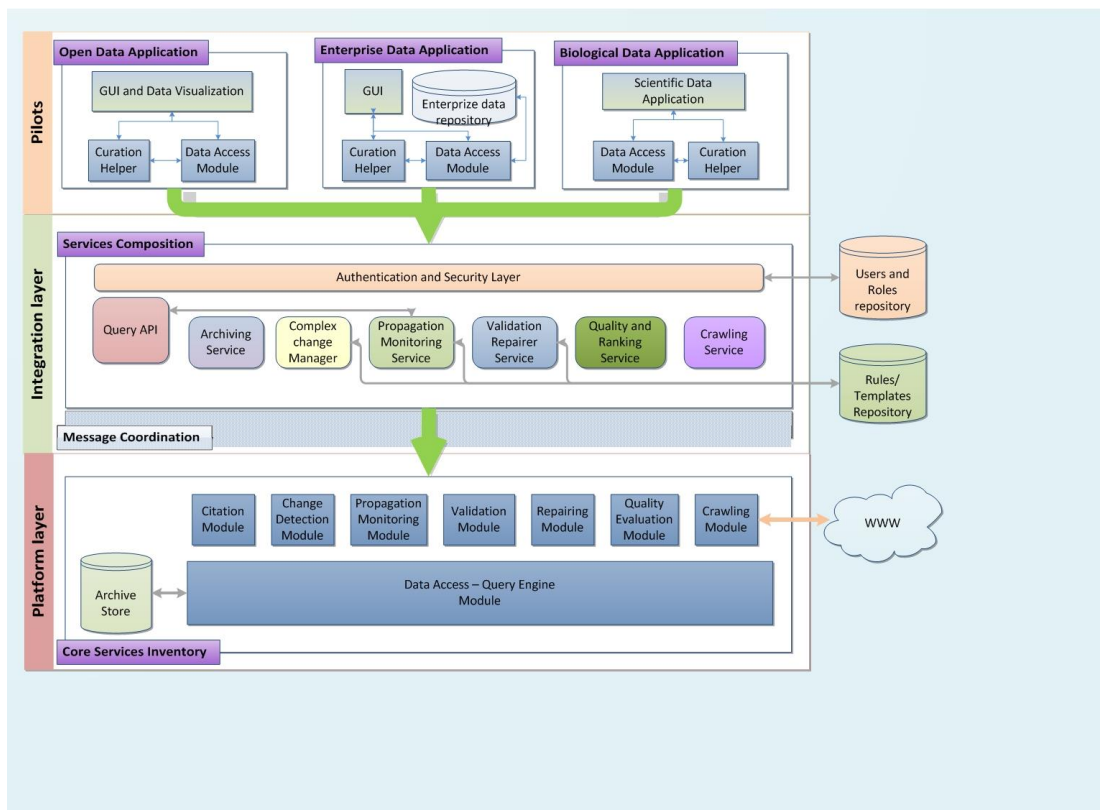 Pilots
Open Data Application
GUI and Data Visualization
Curation
Helper
Data Access
Module
Enterprise Data Application
GUI
Enterprize data
repository
Curation
Helper
Data Access
Module
Biological Data Application
Scientific Data
Application
Data Access
Module
Curation
Helper
Integration layer
Services Composition
Authentication and Security Layer
Query API
Archiving
Service
Complex
change
Manager
Propagation
Monitoring
Service
Validation
Repairer
Service
Quality and
Ranking
Service
Crawling
Service
Users and
Roles
repository
Rules/
Templates
Repository
Message Coordination
Platform layer
Citation
Module
Change
Detection
Module
Propagation
Monitoring
Module
Validation
Module
Repairing
Module
Quality
Evaluation
Module
Crawling
Module
WWW
Archive
Store
Data Access – Query Engine
Module
Core Services Inventory